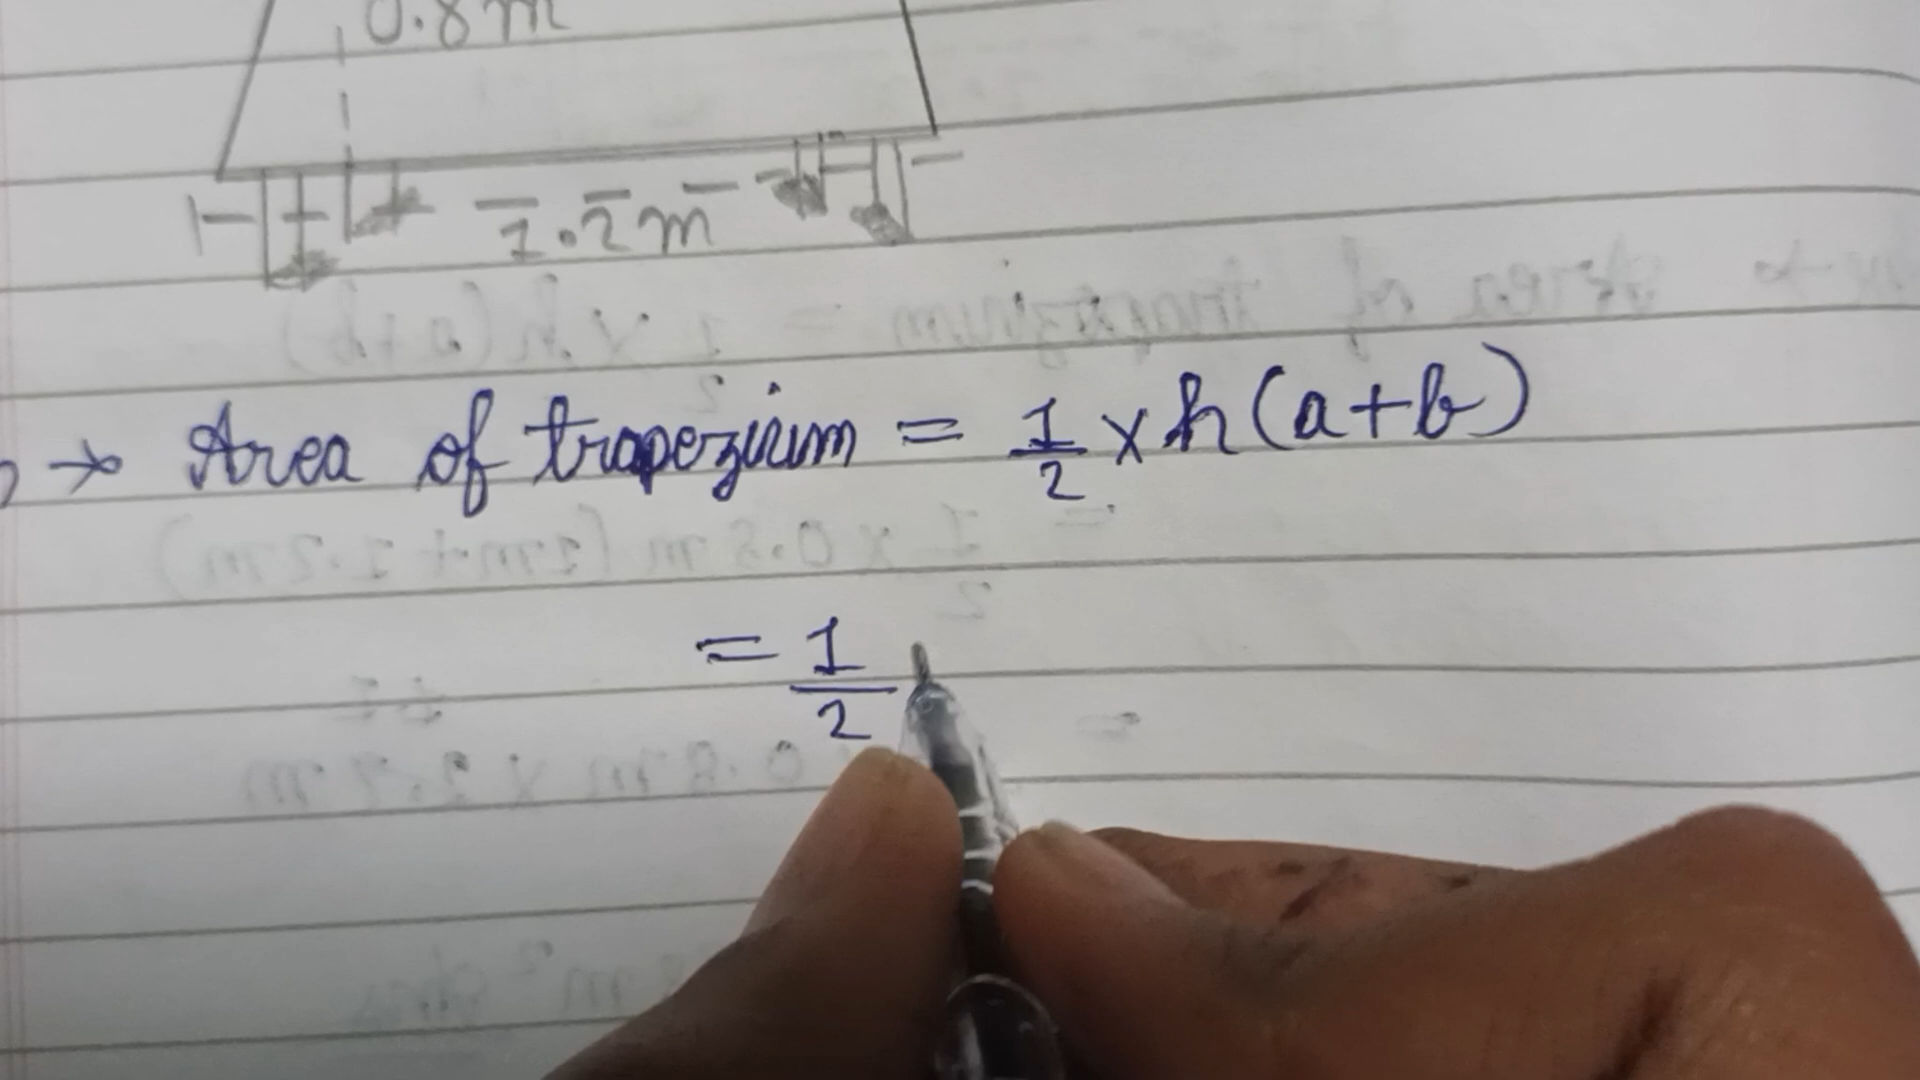 0.8m
1.2m
→ Area of trapezium = 1/2 × h(a+b)
= 1/2